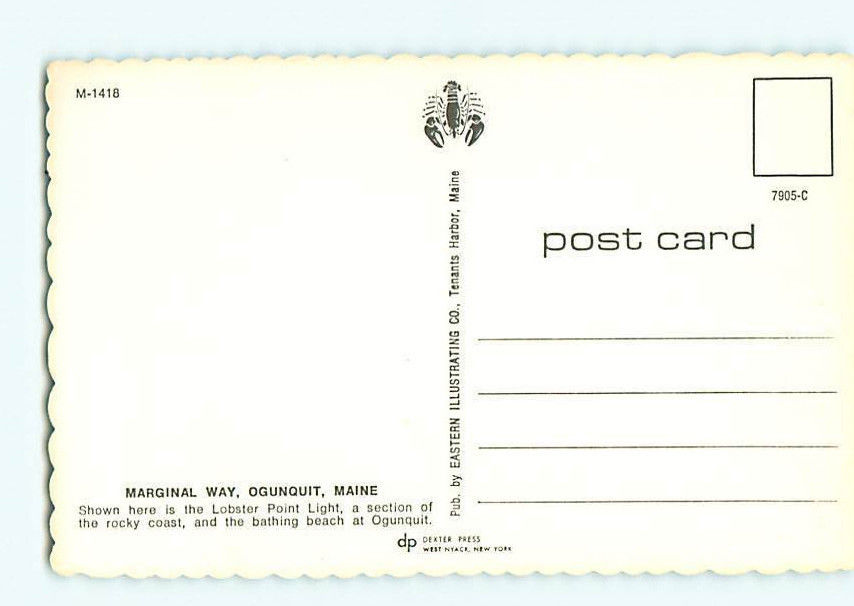 M-1418
MARGINAL WAY, OGUNQUIT, MAINE
Shown here is the Lobster Point Light, a section of
the rocky coast, and the bathing beach at Ogunquit.
Pub. by EASTERN ILLUSTRATING CO., Tenants Harbor, Maine
dp DEXTER PRESS
WEST NYACK, NEW YORK
7905-C
post card